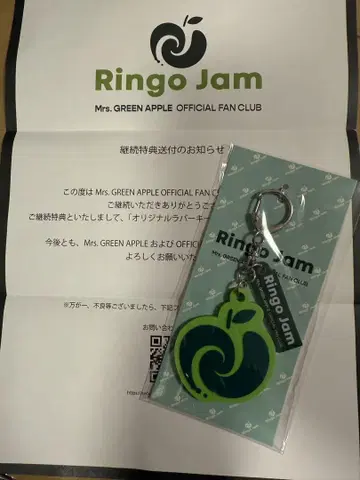 Ringo Jam
Mrs. GREEN APPLE OFFICIAL FAN CLUB
継続特典送付のお知らせ
この度は Mrs. GREEN APPLE OFFICIAL FAN
ご継続いただきありがとうご
ご継続特典といたしまして、「オリジナルラバーキー
今後とも、Mrs. GREEN APPLE および OFFIC
よろしくお願いいた
※万が一、不良等ございましたら、下記
お問い合
Ringo Jam
Mrs. GREEN APPLE OFFICIAL FAN CLUB
Ringo Jam